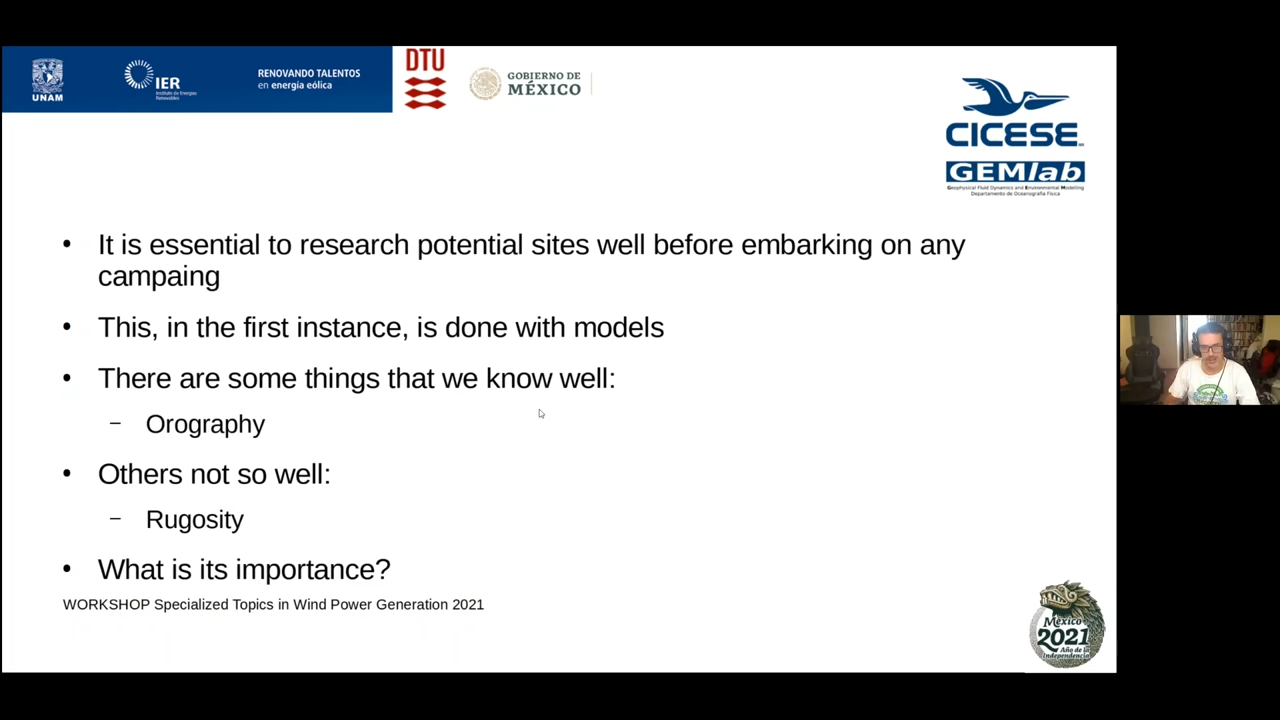 UNAM
IER
Instituto de Energías
Renovables
RENOVANDO TALENTOS
en energía eólica
DTU
GOBIERNO DE
MÉXICO
CICESE
GEMlab
Geophysical Fluid Dynamics and Environmental Modelling
Departamento de Oceanografía Física
• It is essential to research potential sites well before embarking on any
campaing
• This, in the first instance, is done with models
• There are some things that we know well:
– Orography
• Others not so well:
– Rugosity
• What is its importance?
WORKSHOP Specialized Topics in Wind Power Generation 2021
México
2021
Año de la
Independencia